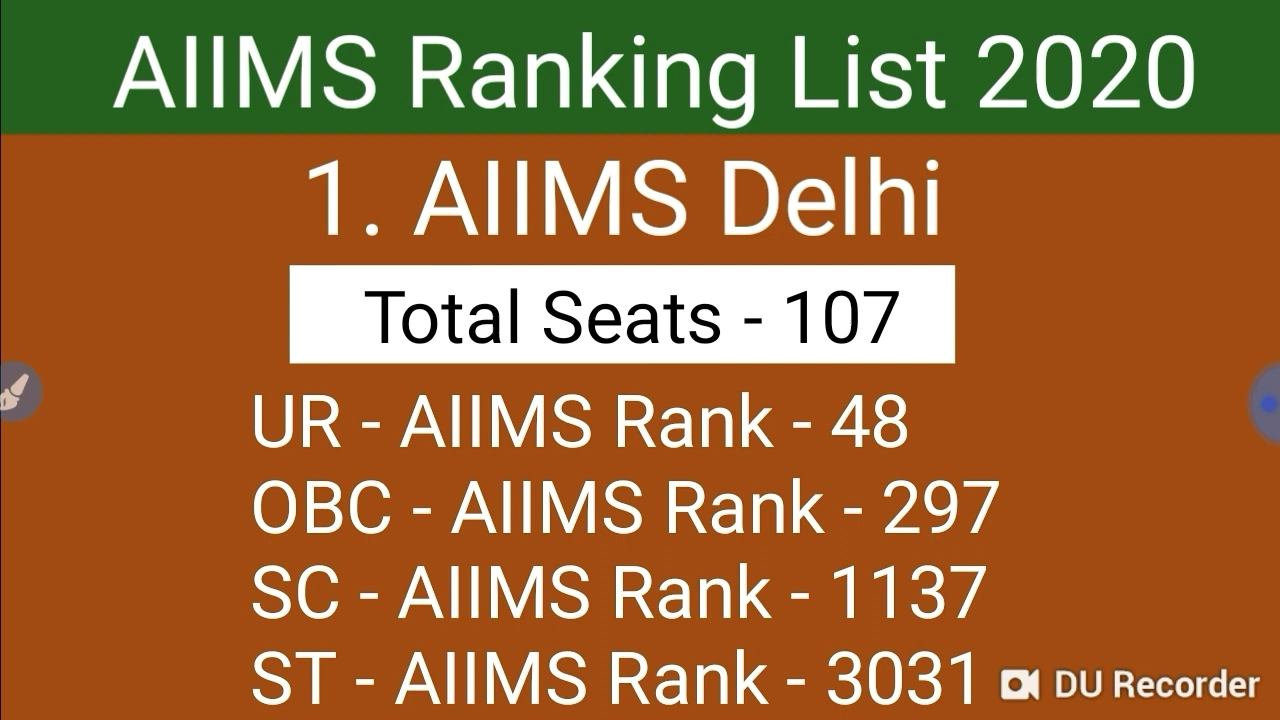 AIIMS Ranking List 2020
1. AIIMS Delhi
Total Seats - 107
UR - AIIMS Rank - 48
OBC - AIIMS Rank - 297
SC - AIIMS Rank - 1137
ST - AIIMS Rank - 3031
DU Recorder